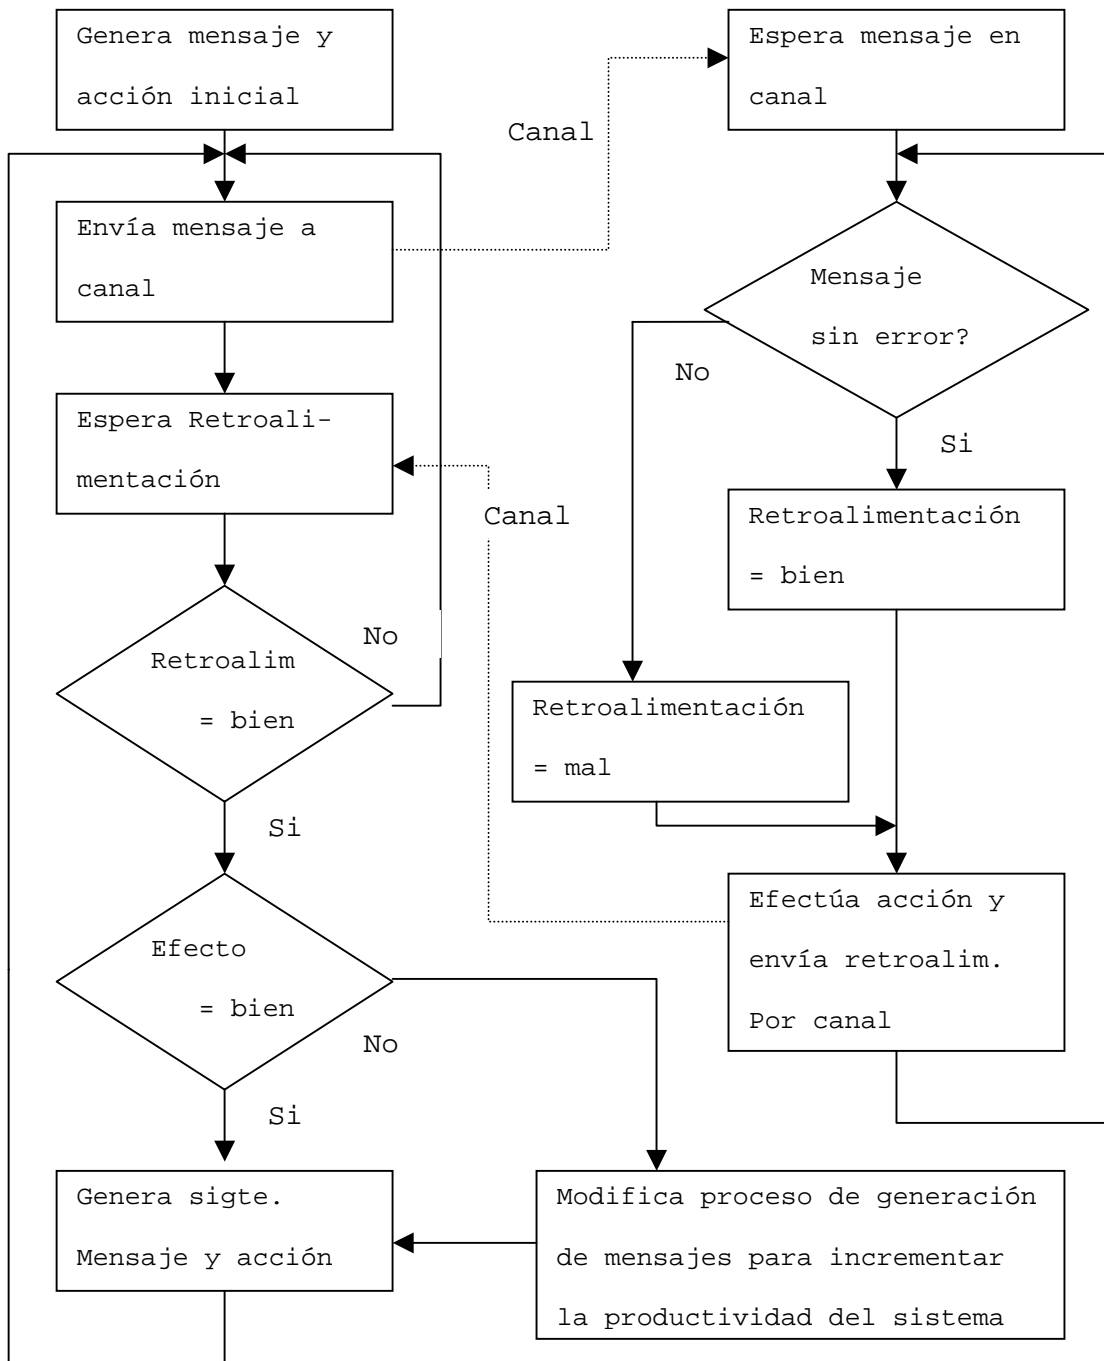 Genera mensaje y
acción inicial
Espera mensaje en
canal
Canal
Envía mensaje a
canal
Mensaje
sin error?
No
Si
Espera Retroali-
mentación
Canal
Retroalimentación
= bien
Retroalim
= bien
No
Si
Retroalimentación
= mal
Efecto
= bien
No
Si
Efectúa acción y
envía retroalim.
Por canal
Genera sigte.
Mensaje y acción
Modifica proceso de generación
de mensajes para incrementar
la productividad del sistema